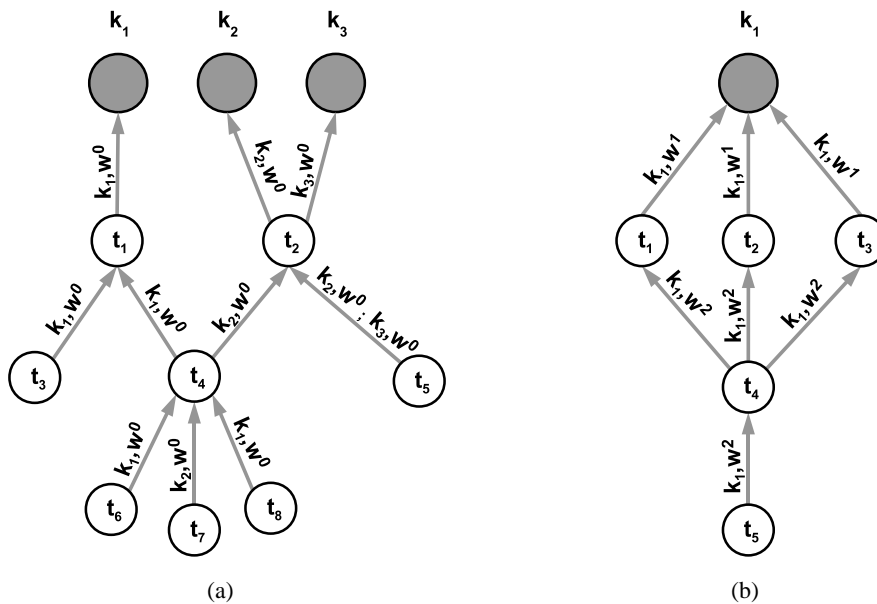 k₁ k₂ k₃
k₁,w⁰ k₂,w⁰ k₃,w⁰
t₁ t₂
k₁,w⁰ k₁,w⁰ k₂,w⁰ k₂,w⁰; k₃,w⁰
t₃ t₄ t₅
k₁,w⁰ k₂,w⁰ k₁,w⁰
t₆ t₇ t₈
(a)
k₁
k₁,w¹ k₁,w¹ k₁,w¹
t₁ t₂ t₃
k₁,w² k₁,w² k₁,w²
t₄
k₁,w²
t₅
(b)